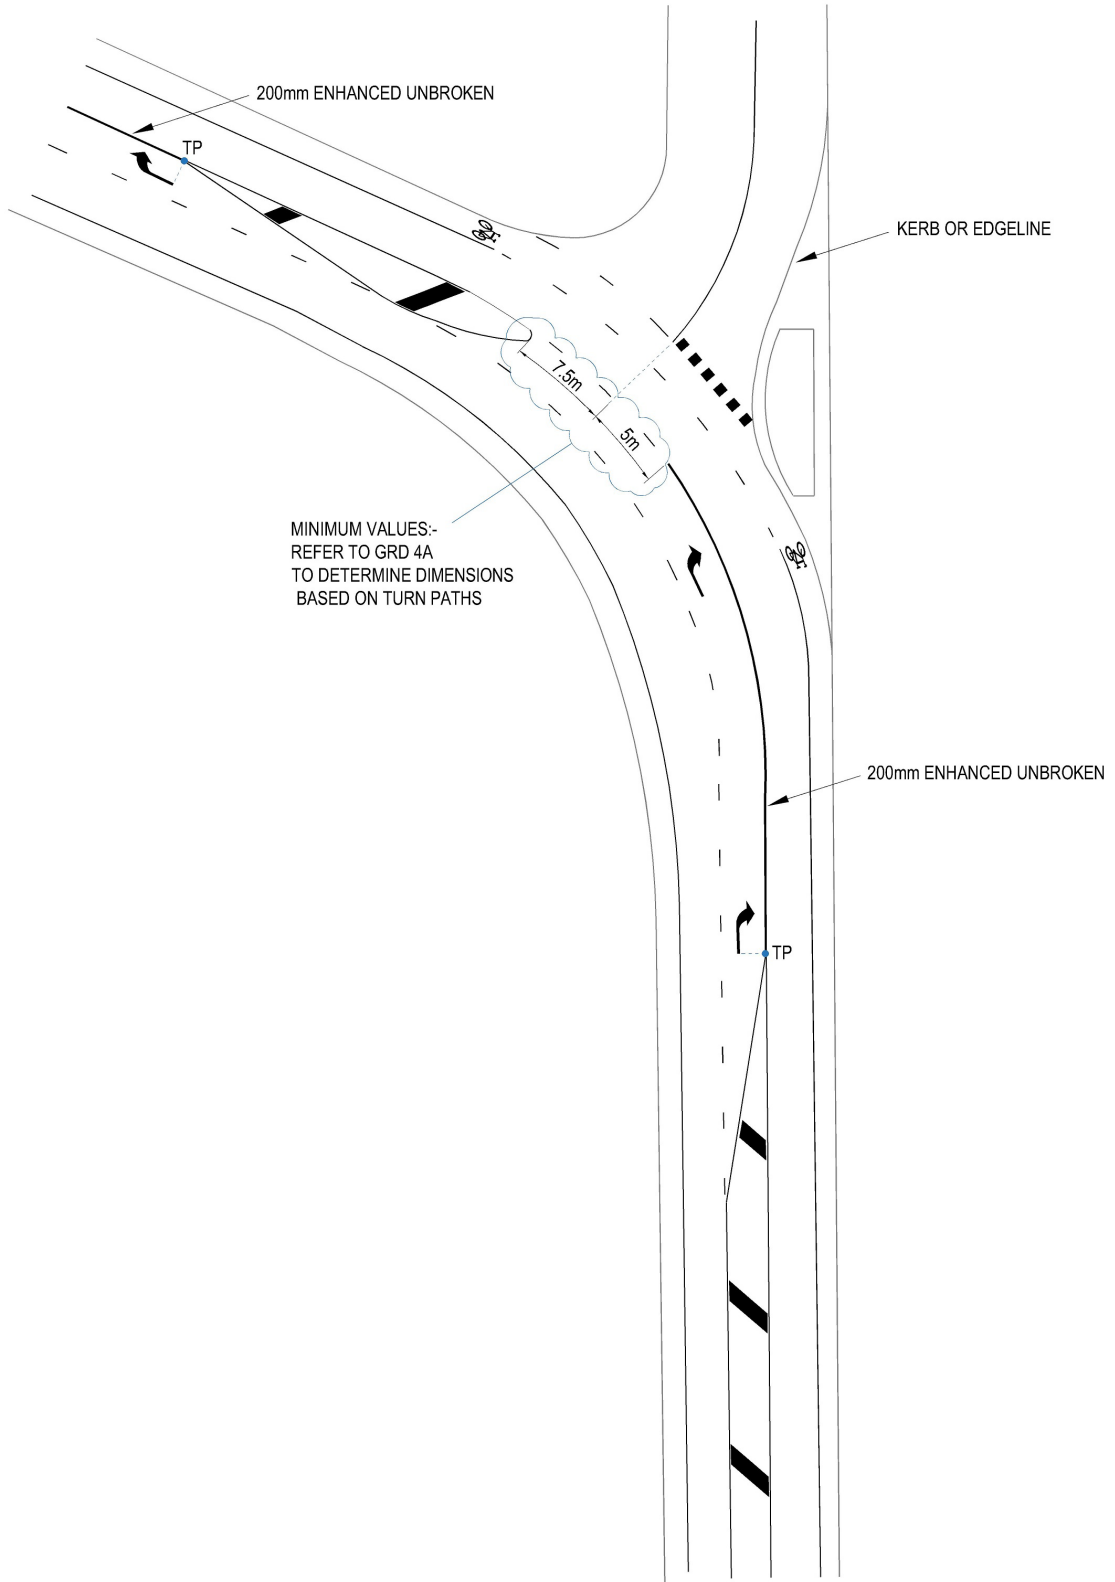 200mm ENHANCED UNBROKEN
TP
KERB OR EDGELINE
7.5m
5m
MINIMUM VALUES:-
REFER TO GRD 4A
TO DETERMINE DIMENSIONS
BASED ON TURN PATHS
200mm ENHANCED UNBROKEN
TP